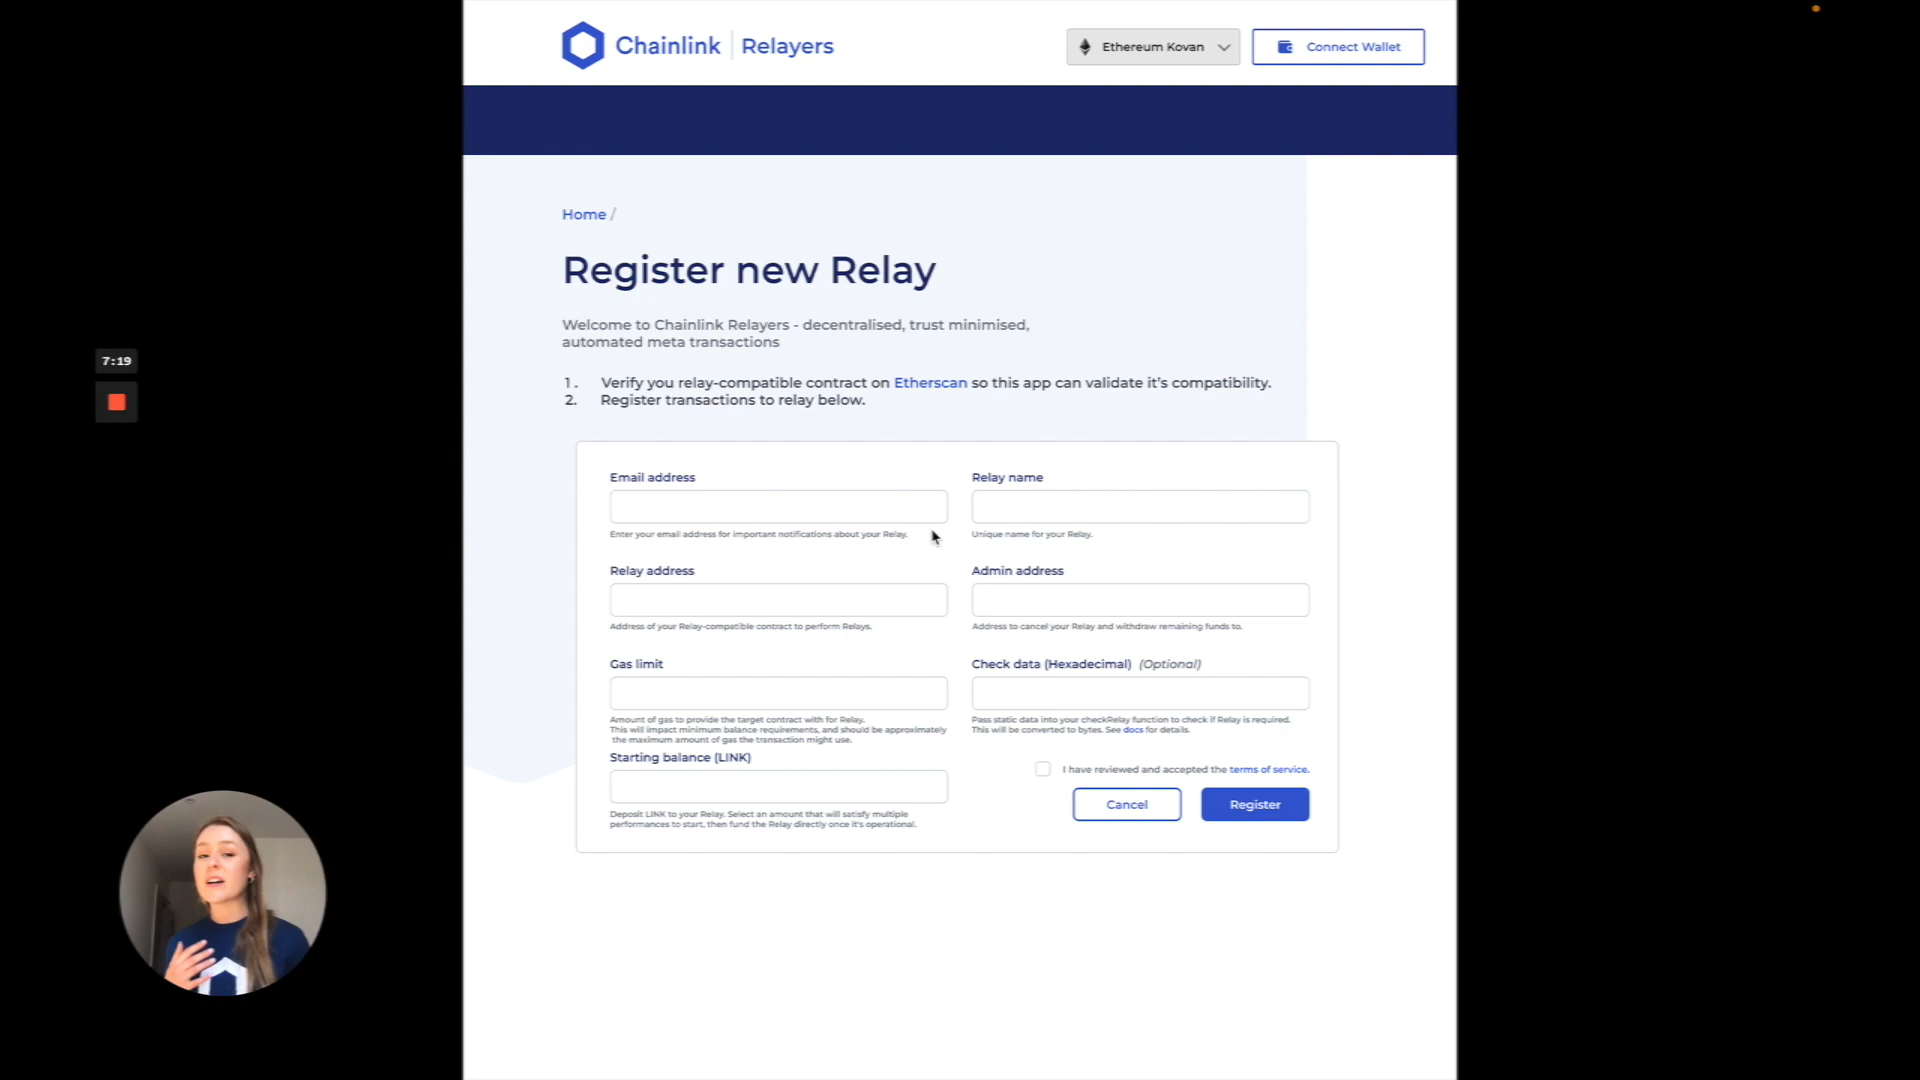 Chainlink | Relayers
Ethereum Kovan
Connect Wallet
Home /
Register new Relay
Welcome to Chainlink Relayers - decentralised, trust minimised,
automated meta transactions
1. Verify you relay-compatible contract on Etherscan so this app can validate it's compatibility.
2. Register transactions to relay below.
7:19
Email address
Enter your email address for important notifications about your Relay.
Relay name
Unique name for your Relay.
Relay address
Address of your Relay-compatible contract to perform Relays.
Admin address
Address to cancel your Relay and withdraw remaining funds to.
Gas limit
Amount of gas to provide the target contract with for Relay.
This will impact minimum balance requirements, and should be approximately
the maximum amount of gas the transaction might use.
Check data (Hexadecimal) (Optional)
Pass static data into your checkRelay function to check if Relay is required.
This will be converted to bytes. See docs for details.
Starting balance (LINK)
Deposit LINK to your Relay. Select an amount that will satisfy multiple
performances to start, then fund the Relay directly once it's operational.
I have reviewed and accepted the terms of service.
Cancel
Register